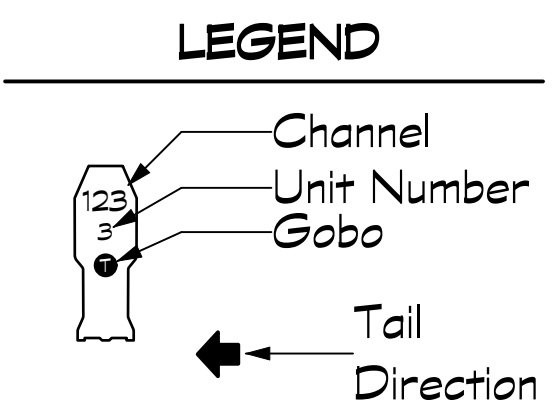 LEGEND
Channel
123
Unit Number
3
Gobo
T
Tail
Direction